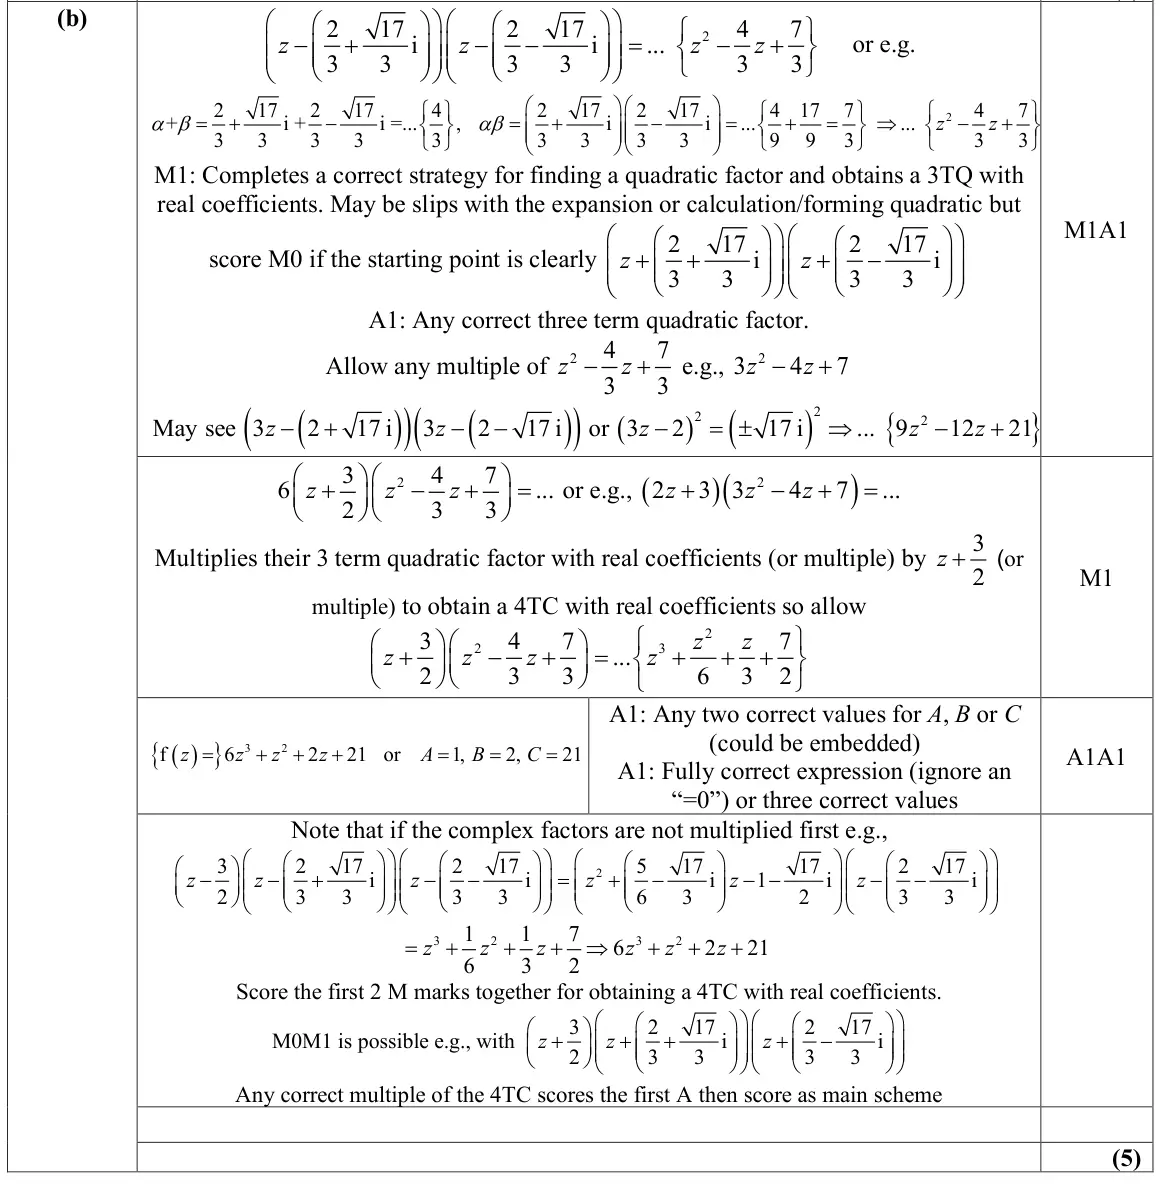 (b)
(z − (2/3 + √17/3 i))(z − (2/3 − √17/3 i)) = ... {z² − 4/3 z + 7/3} or e.g.
α+β = 2/3 + √17/3 i + 2/3 − √17/3 i = ...{4/3}, αβ = (2/3 + √17/3 i)(2/3 − √17/3 i) = ...{4/9 + 17/9 = 7/3} ⇒ ... {z² − 4/3 z + 7/3}
M1: Completes a correct strategy for finding a quadratic factor and obtains a 3TQ with
real coefficients. May be slips with the expansion or calculation/forming quadratic but
score M0 if the starting point is clearly (z + (2/3 + √17/3 i))(z + (2/3 − √17/3 i))
A1: Any correct three term quadratic factor.
Allow any multiple of z² − 4/3 z + 7/3 e.g., 3z² − 4z + 7
May see (3z − (2 + √17 i))(3z − (2 − √17 i)) or (3z − 2)² = (±√17 i)² ⇒ ... {9z² − 12z + 21}
M1A1
6(z + 3/2)(z² − 4/3 z + 7/3) = ... or e.g., (2z + 3)(3z² − 4z + 7) = ...
Multiplies their 3 term quadratic factor with real coefficients (or multiple) by z + 3/2 (or
multiple) to obtain a 4TC with real coefficients so allow
(z + 3/2)(z² − 4/3 z + 7/3) = ...{z³ + z²/6 + z/3 + 7/2}
M1
{f(z) =} 6z³ + z² + 2z + 21 or A = 1, B = 2, C = 21
A1: Any two correct values for A, B or C
(could be embedded)
A1: Fully correct expression (ignore an
“=0”) or three correct values
A1A1
Note that if the complex factors are not multiplied first e.g.,
(z − 3/2)(z − (2/3 + √17/3 i))(z − (2/3 − √17/3 i)) = (z² + (5/6 − √17/3 i)z − 1 − √17/2 i)(z − (2/3 − √17/3 i))
= z³ + 1/6 z² + 1/3 z + 7/2 ⇒ 6z³ + z² + 2z + 21
Score the first 2 M marks together for obtaining a 4TC with real coefficients.
M0M1 is possible e.g., with (z + 3/2)(z + (2/3 + √17/3 i))(z + (2/3 − √17/3 i))
Any correct multiple of the 4TC scores the first A then score as main scheme
(5)